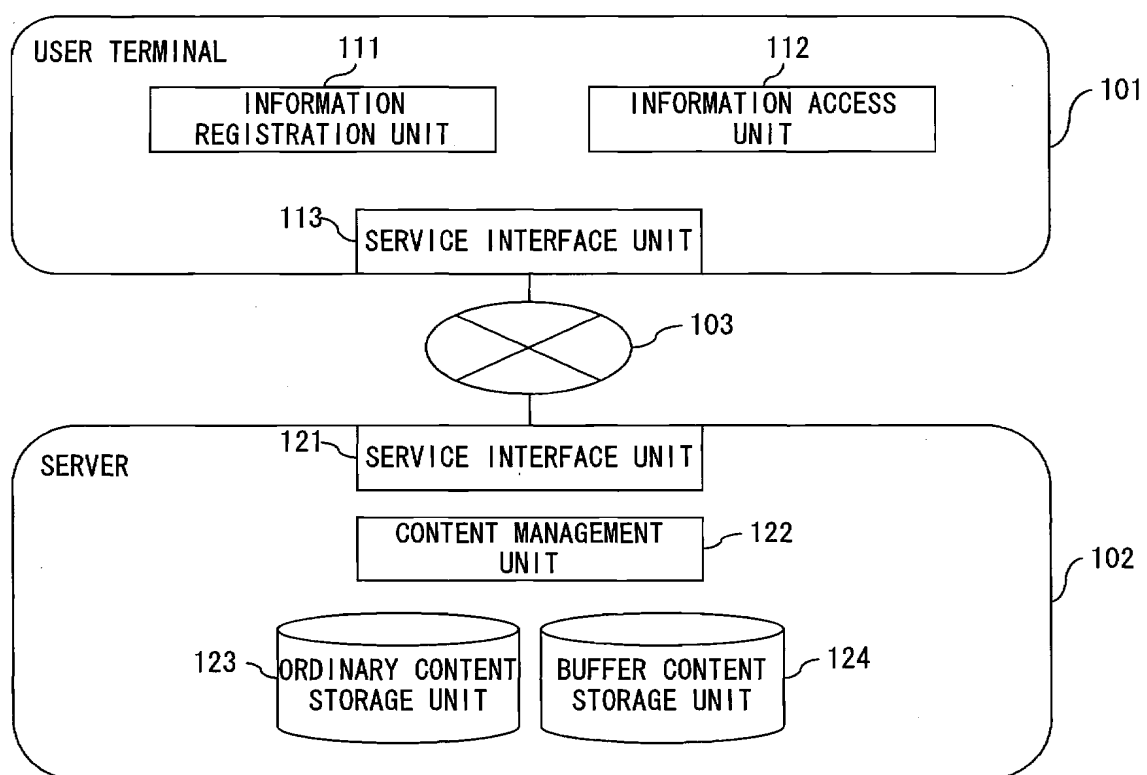 USER TERMINAL
111
INFORMATION
REGISTRATION UNIT
112
INFORMATION ACCESS
UNIT
101
113
SERVICE INTERFACE UNIT
103
121
SERVICE INTERFACE UNIT
SERVER
CONTENT MANAGEMENT
UNIT
122
102
123
ORDINARY CONTENT
STORAGE UNIT
BUFFER CONTENT
STORAGE UNIT
124